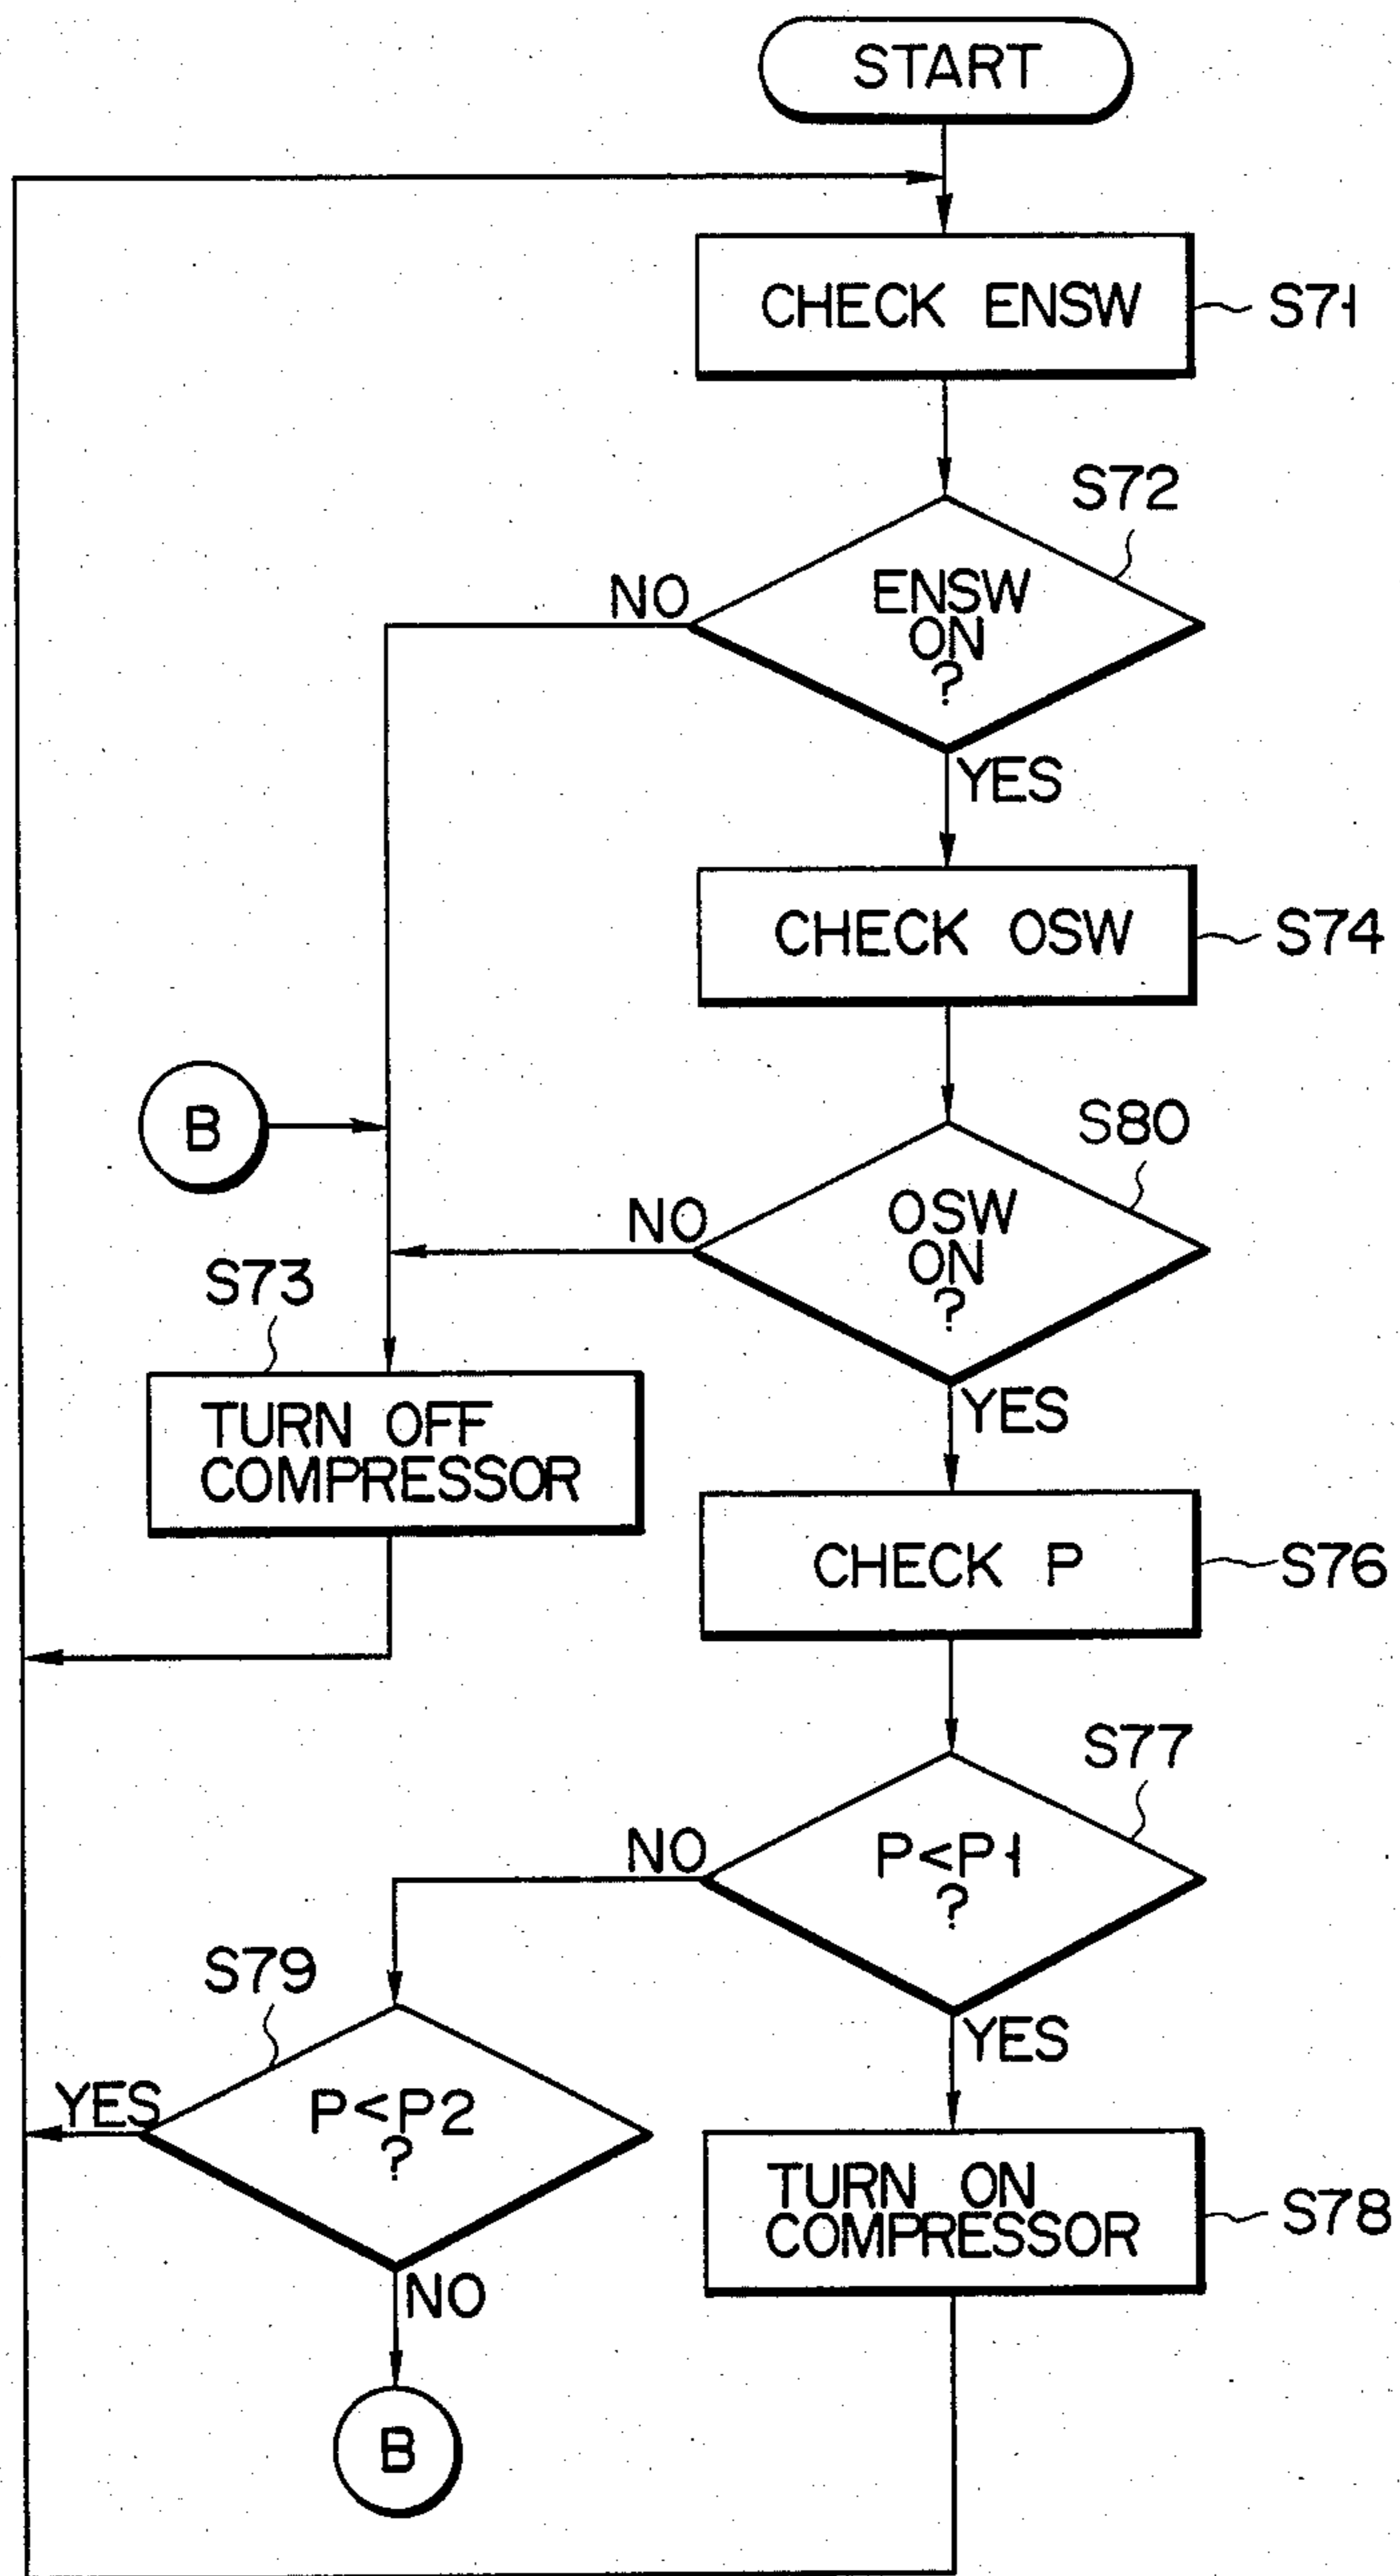 START
CHECK ENSW
S71
S72
NO
ENSW
ON
?
YES
CHECK OSW
S74
B
S80
NO
OSW
ON
?
S73
YES
TURN OFF
COMPRESSOR
CHECK P
S76
S77
NO
P<P1
?
S79
YES
YES
P<P2
?
TURN ON
COMPRESSOR
S78
NO
B